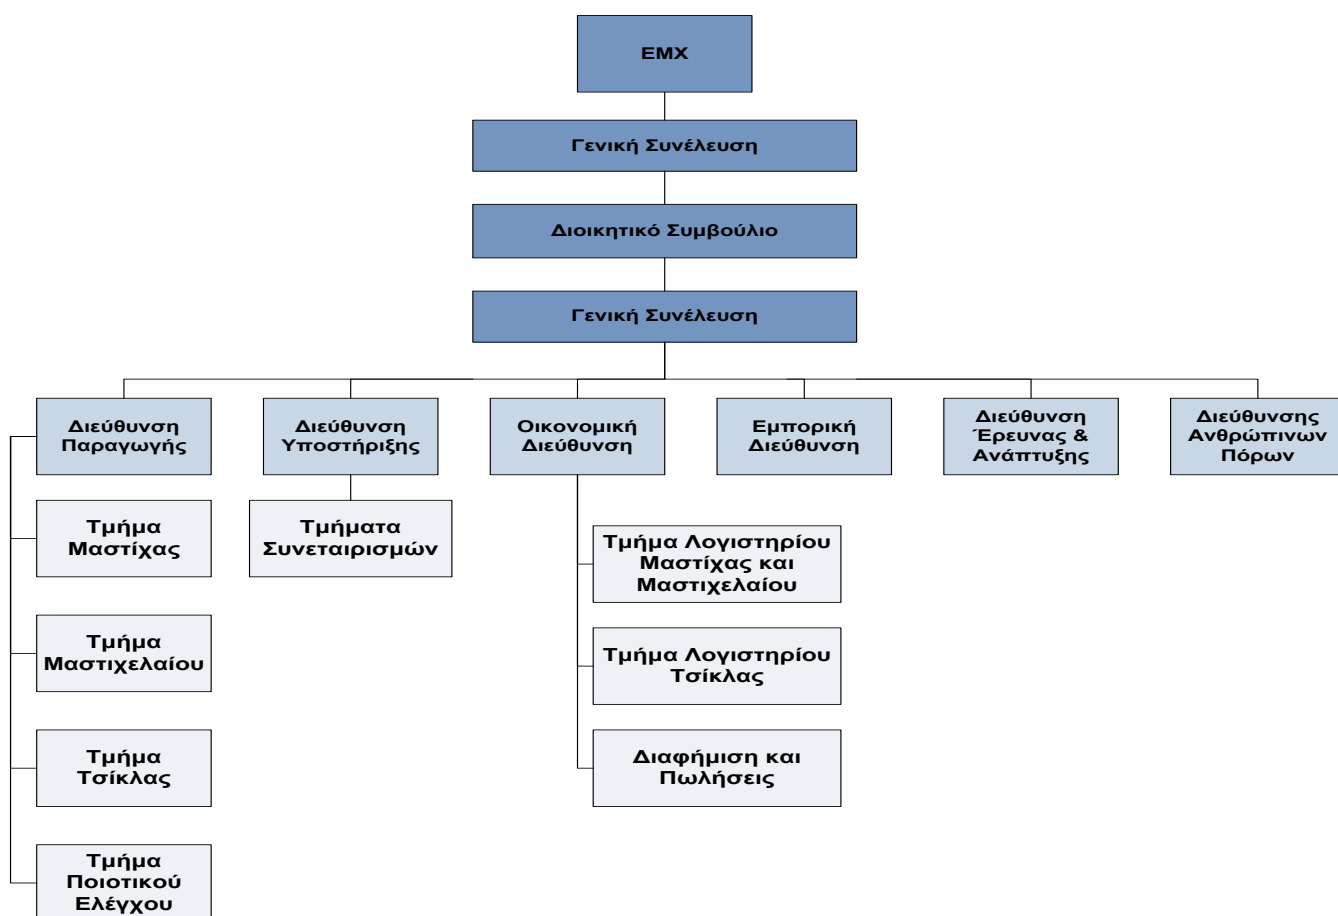 ΕΜΧ
Γενική Συνέλευση
Διοικητικό Συμβούλιο
Γενική Συνέλευση
Διεύθυνση
Παραγωγής
Διεύθυνση
Υποστήριξης
Οικονομική
Διεύθυνση
Εμπορική
Διεύθυνση
Διεύθυνση
Έρευνας &
Ανάπτυξης
Διεύθυνσης
Ανθρώπινων
Πόρων
Τμήμα
Μαστίχας
Τμήματα
Συνεταιρισμών
Τμήμα Λογιστηρίου
Μαστίχας και
Μαστιχελαίου
Τμήμα
Μαστιχελαίου
Τμήμα Λογιστηρίου
Τσίκλας
Τμήμα
Τσίκλας
Διαφήμιση και
Πωλήσεις
Τμήμα
Ποιοτικού
Ελέγχου